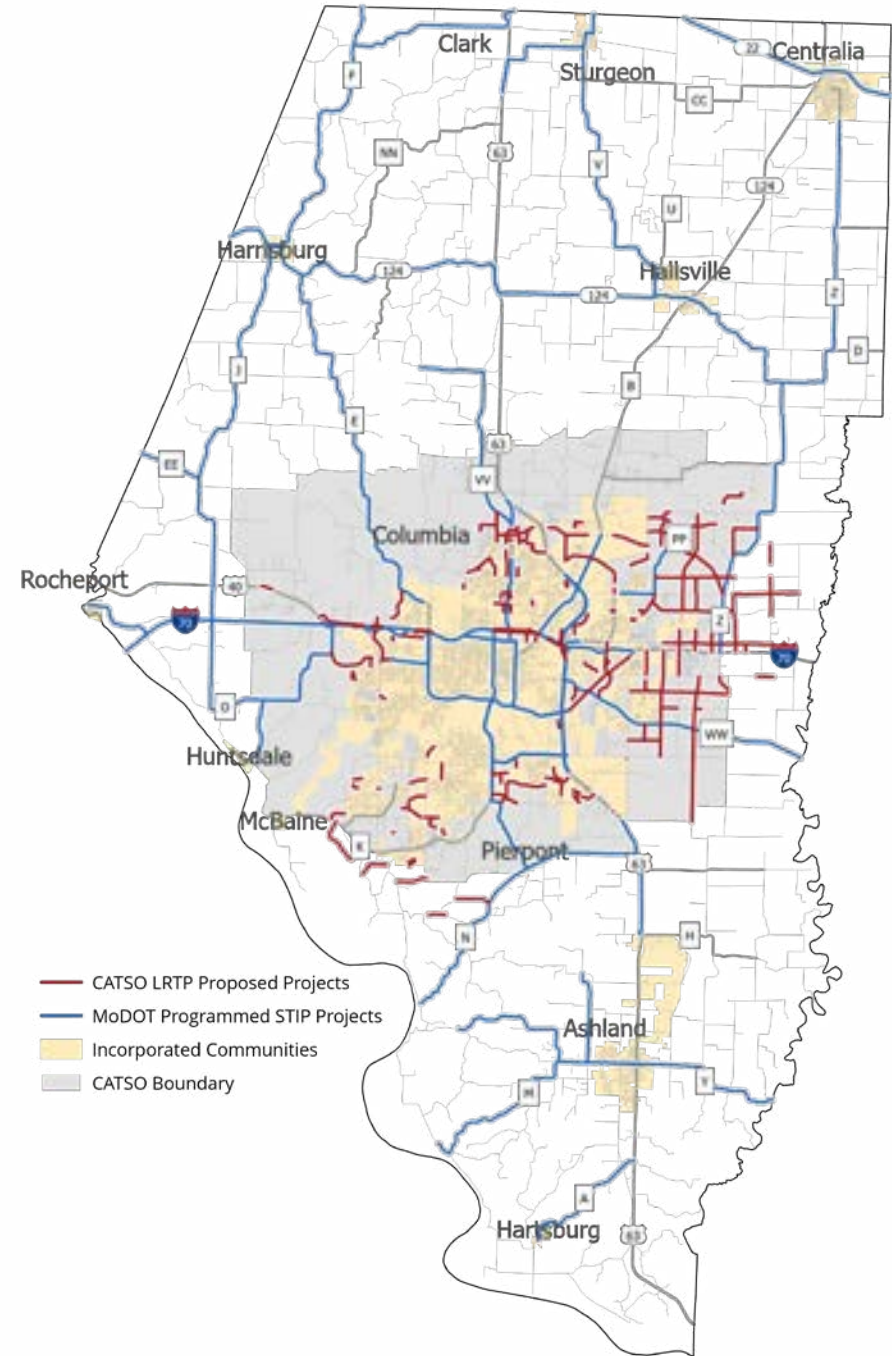 Clark
22
Centralia
Sturgeon
F
CC
NN
63
V
124
U
Harrisburg
Hallsville
124
124
Z
D
J
B
E
63
EE
VV
Columbia
PP
Rocheport
40
70
Z
70
O
WW
Huntsdale
McBaine
K
Pierpont
63
N
H
CATSO LRTP Proposed Projects
MoDOT Programmed STIP Projects
Incorporated Communities
CATSO Boundary
Ashland
M
Y
A
Hartsburg
63